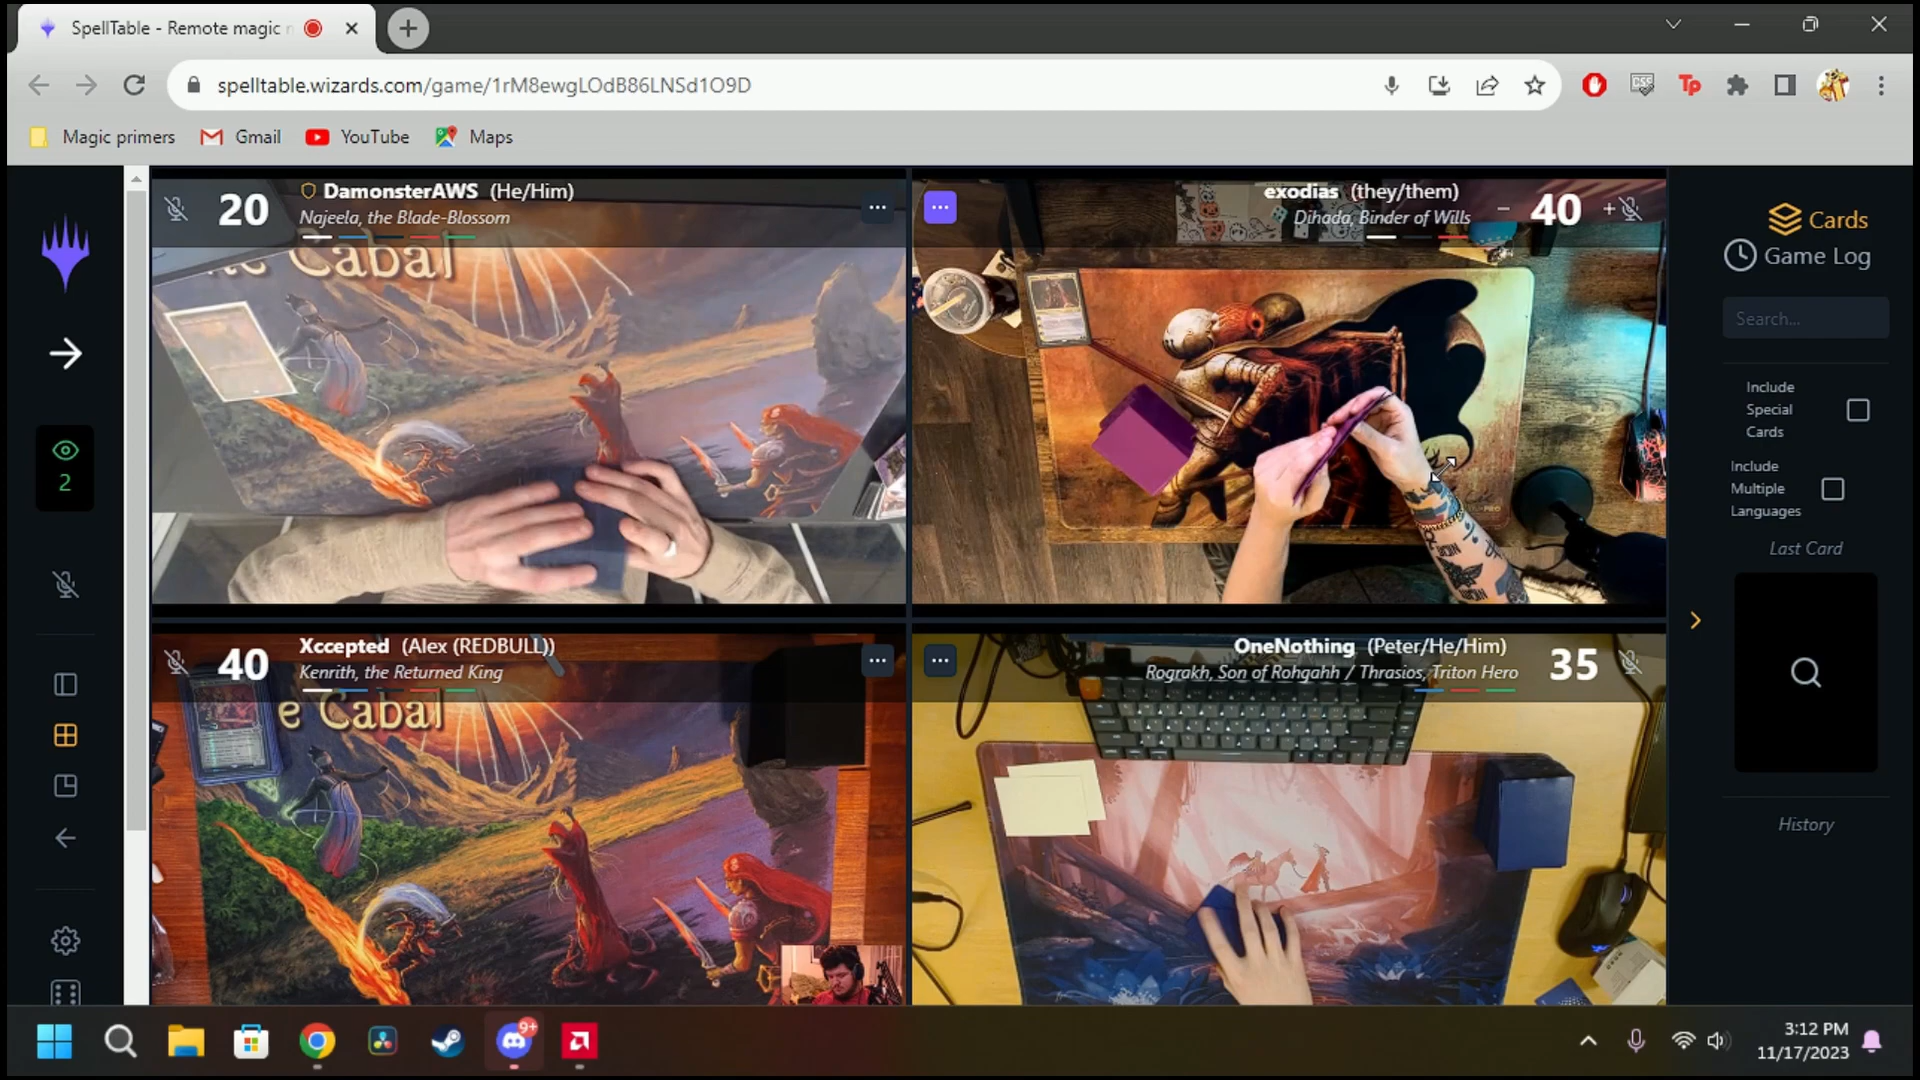 SpellTable - Remote magic
spelltable.wizards.com/game/1rM8ewgLOdB86LNSd1O9D
CSS
Tp
Magic primers
Gmail
YouTube
Maps
20
DamonsterAWS (He/Him)
Najeela, the Blade-Blossom
exodias (they/them)
Dihada, Binder of Wills
40
Cabal
Cards
Game Log
Search...
Include Special Cards
Include Multiple Languages
Last Card
2
40
Xccepted (Alex (REDBULL))
Kenrith, the Returned King
e Cabal
OneNothing (Peter/He/Him)
Rograkh, Son of Rohgahh / Thrasios, Triton Hero
35
History
9+
3:12 PM
11/17/2023